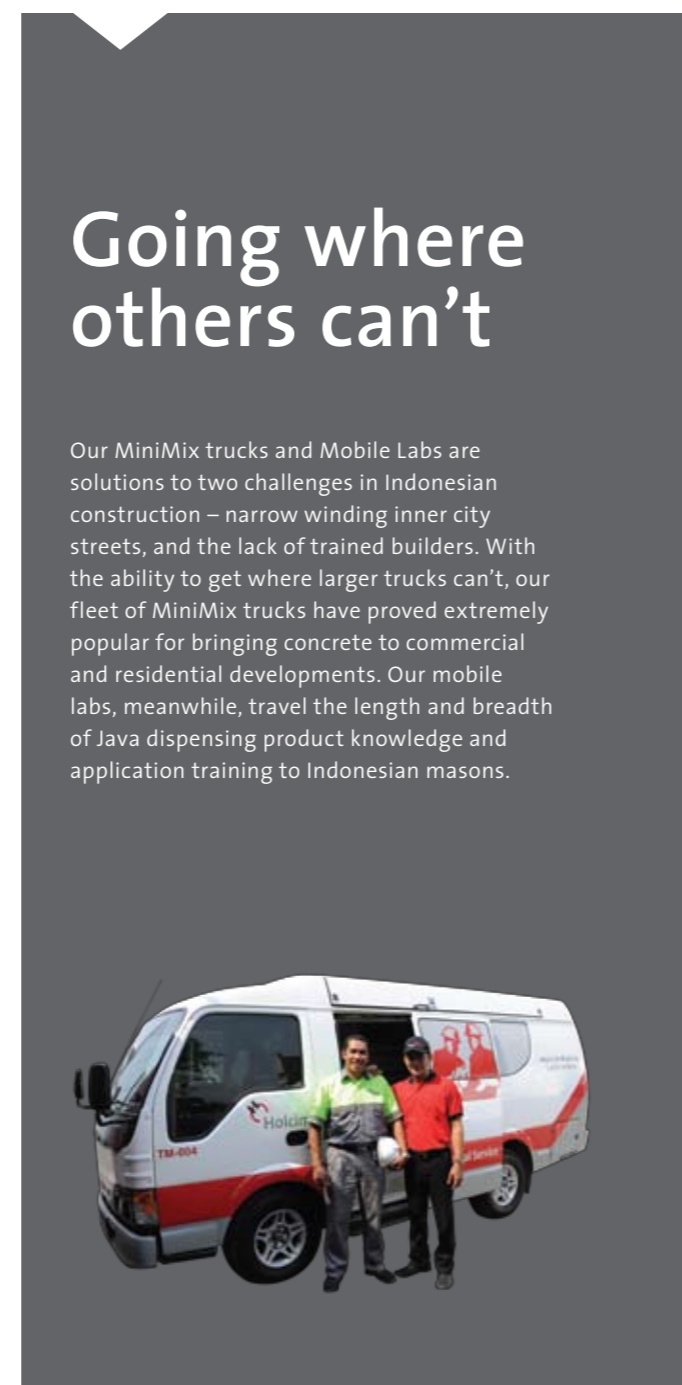 Going where
others can’t
Our MiniMix trucks and Mobile Labs are
solutions to two challenges in Indonesian
construction – narrow winding inner city
streets, and the lack of trained builders. With
the ability to get where larger trucks can’t, our
fleet of MiniMix trucks have proved extremely
popular for bringing concrete to commercial
and residential developments. Our mobile
labs, meanwhile, travel the length and breadth
of Java dispensing product knowledge and
application training to Indonesian masons.
TM-004
Service